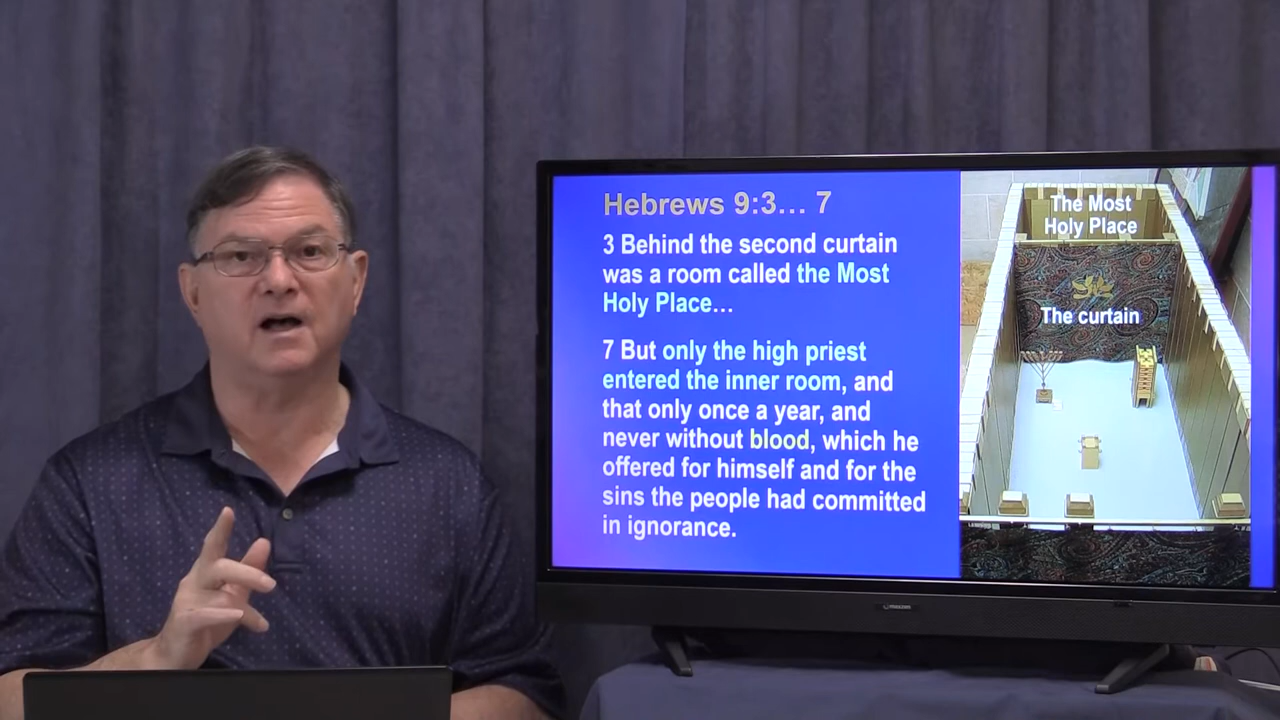 Hebrews 9:3… 7
3 Behind the second curtain
was a room called the Most
Holy Place…
7 But only the high priest
entered the inner room, and
that only once a year, and
never without blood, which he
offered for himself and for the
sins the people had committed
in ignorance.
The Most
Holy Place
The curtain